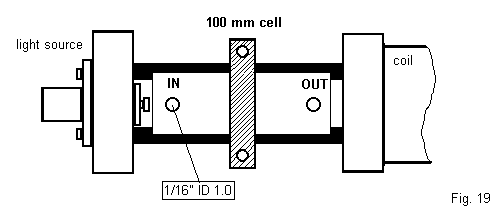 100 mm cell
light source
coil
IN
OUT
1/16" ID 1.0
Fig. 19